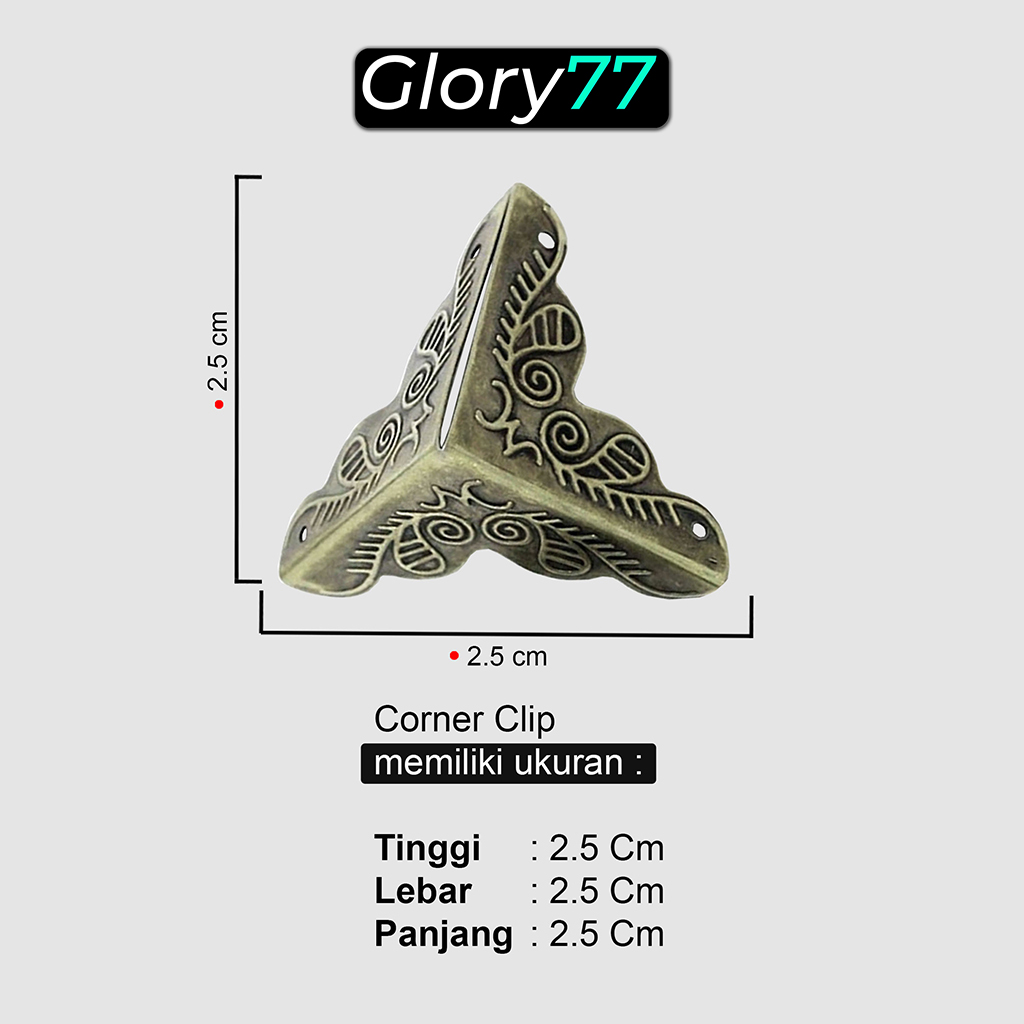 Glory77
• 2.5 cm
• 2.5 cm
Corner Clip
memiliki ukuran :
Tinggi : 2.5 Cm
Lebar : 2.5 Cm
Panjang : 2.5 Cm